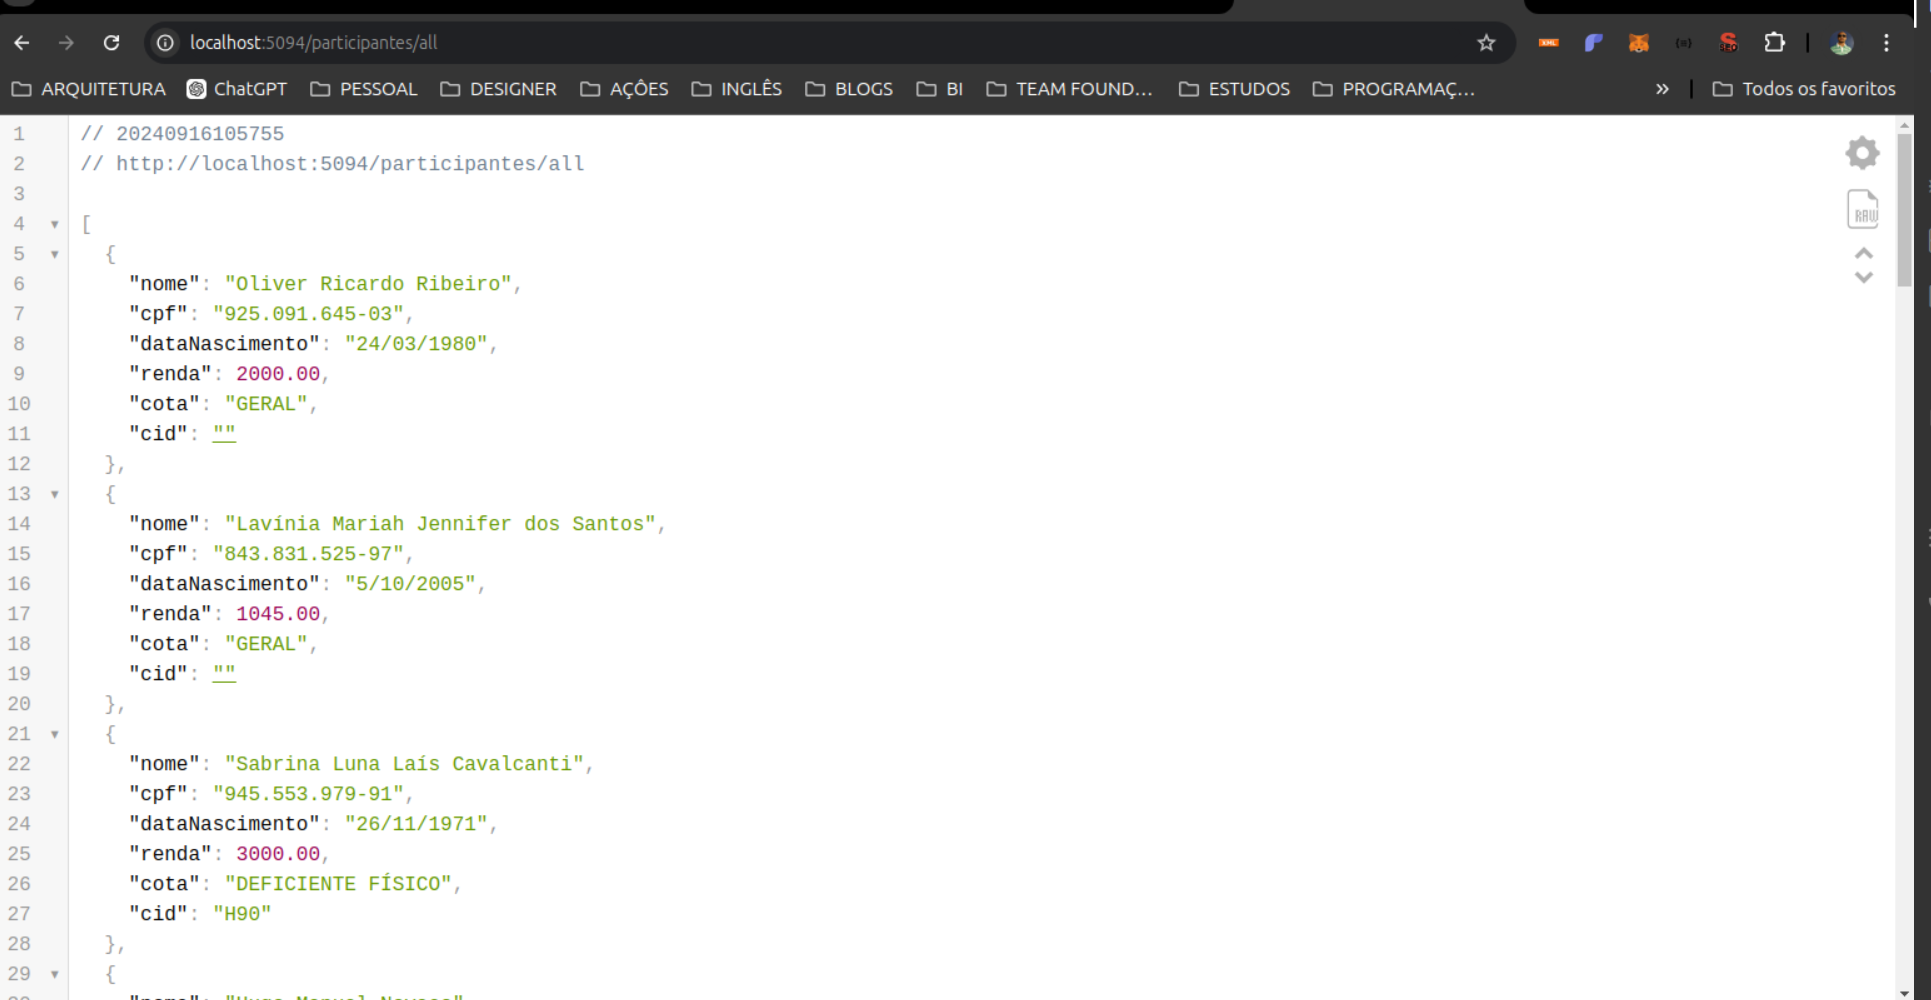 localhost:5094/participantes/all
ARQUITETURA ChatGPT PESSOAL DESIGNER AÇÔES INGLÊS BLOGS BI TEAM FOUND... ESTUDOS PROGRAMAÇ... » Todos os favoritos
1 // 20240916105755
2 // http://localhost:5094/participantes/all
3
4 [
5 {
6 "nome": "Oliver Ricardo Ribeiro",
7 "cpf": "925.091.645-03",
8 "dataNascimento": "24/03/1980",
9 "renda": 2000.00,
10 "cota": "GERAL",
11 "cid": ""
12 },
13 {
14 "nome": "Lavínia Mariah Jennifer dos Santos",
15 "cpf": "843.831.525-97",
16 "dataNascimento": "5/10/2005",
17 "renda": 1045.00,
18 "cota": "GERAL",
19 "cid": ""
20 },
21 {
22 "nome": "Sabrina Luna Laís Cavalcanti",
23 "cpf": "945.553.979-91",
24 "dataNascimento": "26/11/1971",
25 "renda": 3000.00,
26 "cota": "DEFICIENTE FÍSICO",
27 "cid": "H90"
28 },
29 {
RAW